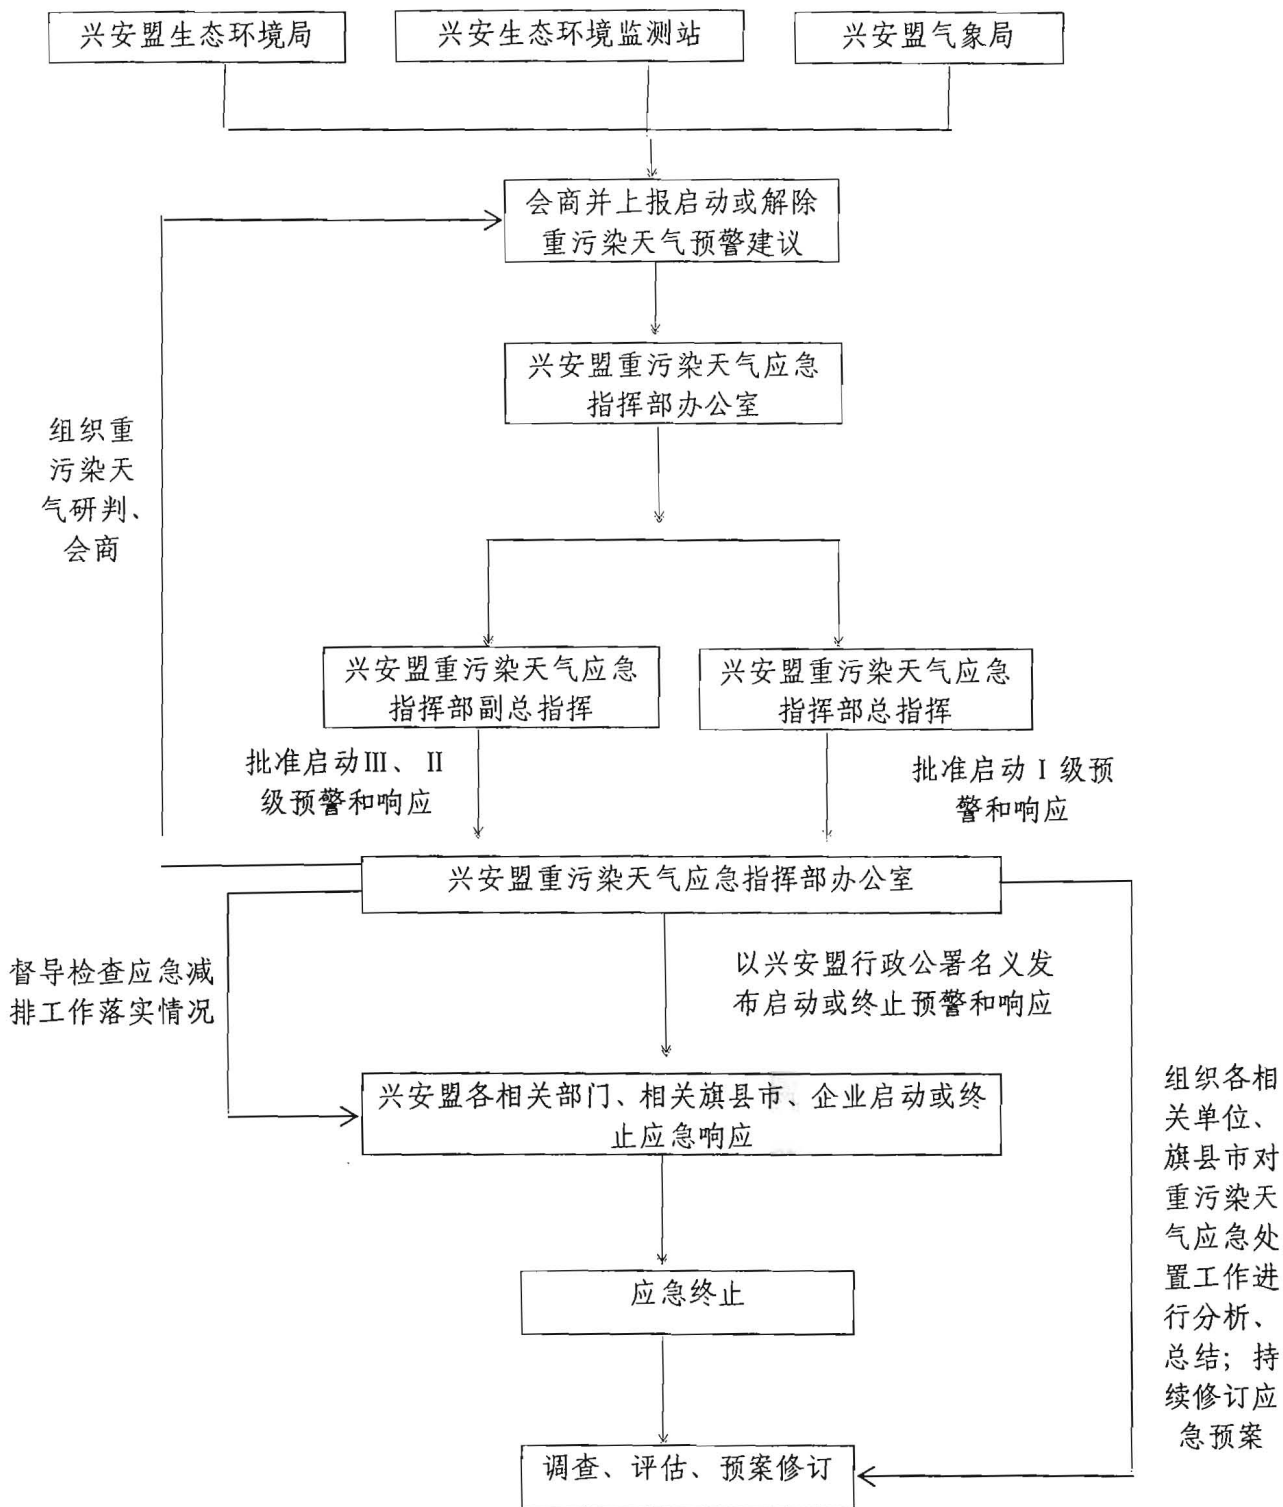 兴安盟生态环境局
兴安生态环境监测站
兴安盟气象局
会商并上报启动或解除
重污染天气预警建议
兴安盟重污染天气应急
指挥部办公室
组织重
污染天
气研判、
会商
兴安盟重污染天气应急
指挥部副总指挥
兴安盟重污染天气应急
指挥部总指挥
批准启动Ⅲ、Ⅱ
级预警和响应
批准启动Ⅰ级预
警和响应
兴安盟重污染天气应急指挥部办公室
督导检查应急减
排工作落实情况
以兴安盟行政公署名义发
布启动或终止预警和响应
兴安盟各相关部门、相关旗县市、企业启动或终
止应急响应
组织各相
关单位、
旗县市对
重污染天
气应急处
置工作进
行分析、
总结；持
续修订应
急预案
应急终止
调查、评估、预案修订